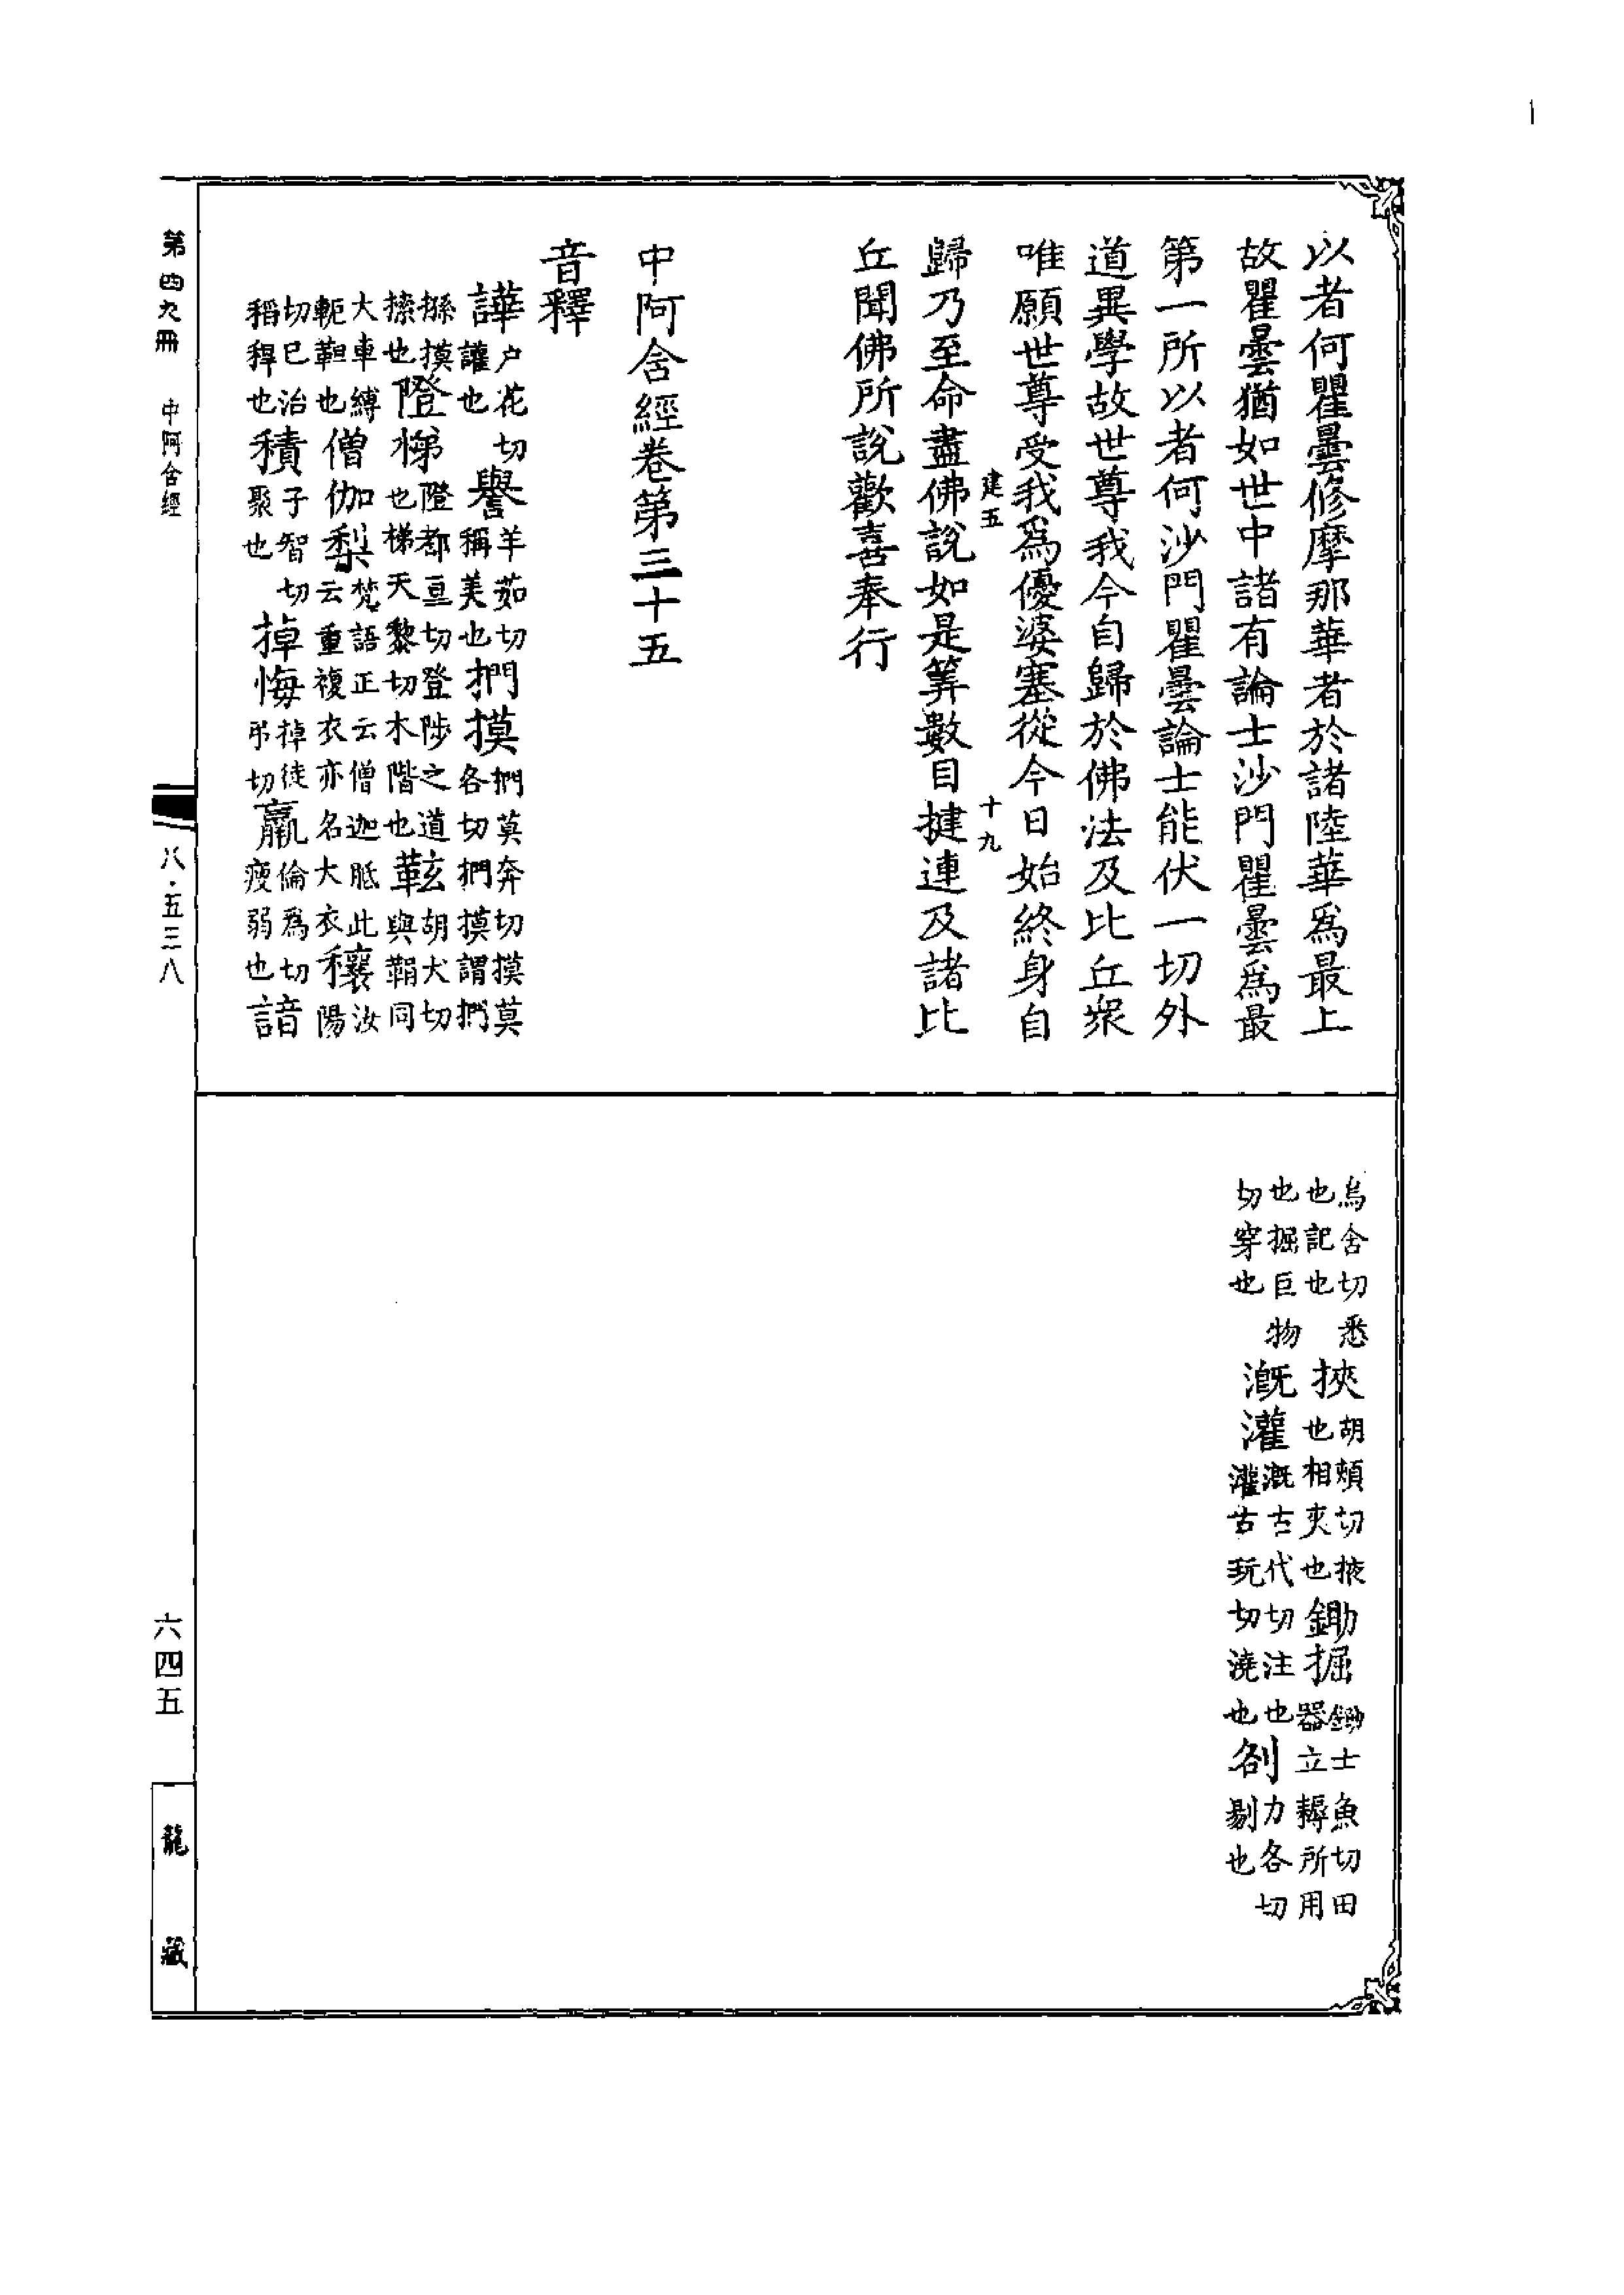 以者何瞿曇修摩那華者於諸陸華爲最上
故瞿曇猶如世中諸有論士沙門瞿曇爲最
第一所以者何沙門瞿曇論士能伏一切外
道異學故世尊我今自歸於佛法及比丘衆
唯願世尊受我爲優婆塞從今日始終身自
建五 十九
歸乃至命盡佛說如是筭數目揵連及諸比
丘聞佛所說歡喜奉行
中阿含經卷第三十五
音釋
譁戶花切讙也 譽羊茹切稱美也 捫摸捫莫奔切摸莫各切捫摸謂捫
搎摸搽也 隥梯隥都亘切登陟之道也梯天黎切木階也 鞊胡犬切與鞙同
大車縛軛靼也 僧伽梨梵語正云僧迦胝此云重複衣亦名大衣 穰汝陽
切已治稻稈也 積子智切聚也 掉悔掉徒弔切 羸倫爲切瘦弱也 諳
烏含切悉也記也 挾胡頰切掖也相夾也 鋤掘鋤士魚切田器立耨所用
也掘巨物切穿也 溉灌溉古代切注也灌古玩切澆也 剳力各切剔也
第四九冊 中阿含經
八·五三八
六四五
龍藏